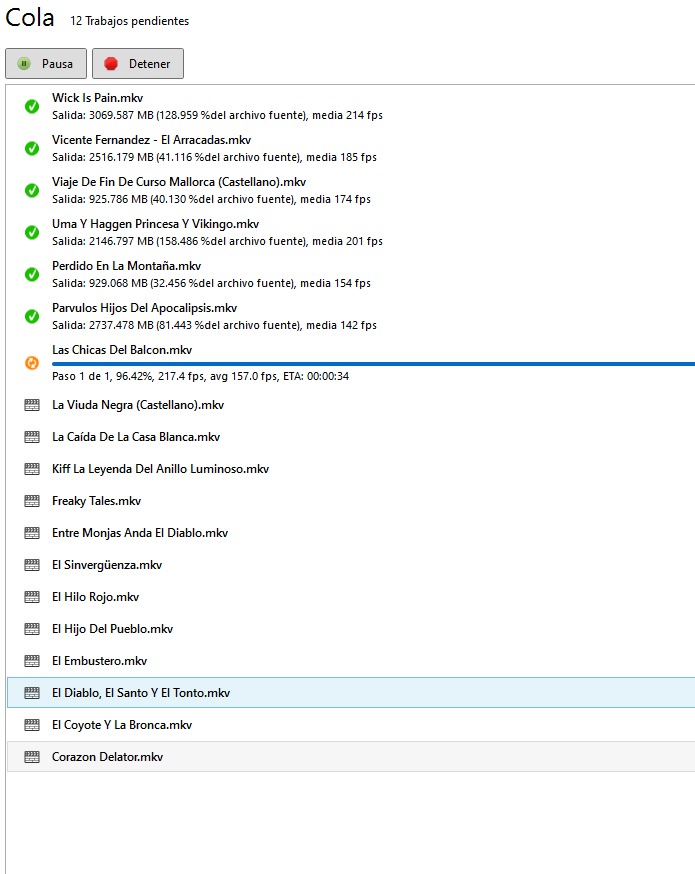 Cola 12 Trabajos pendientes
Pausa Detener
Wick Is Pain.mkv
Salida: 3069.587 MB (128.959 %del archivo fuente), media 214 fps
Vicente Fernandez - El Arracadas.mkv
Salida: 2516.179 MB (41.116 %del archivo fuente), media 185 fps
Viaje De Fin De Curso Mallorca (Castellano).mkv
Salida: 925.786 MB (40.130 %del archivo fuente), media 174 fps
Uma Y Haggen Princesa Y Vikingo.mkv
Salida: 2146.797 MB (158.486 %del archivo fuente), media 201 fps
Perdido En La Montaña.mkv
Salida: 929.068 MB (32.456 %del archivo fuente), media 154 fps
Parvulos Hijos Del Apocalipsis.mkv
Salida: 2737.478 MB (81.443 %del archivo fuente), media 142 fps
Las Chicas Del Balcon.mkv
Paso 1 de 1, 96.42%, 217.4 fps, avg 157.0 fps, ETA: 00:00:34
La Viuda Negra (Castellano).mkv
La Caída De La Casa Blanca.mkv
Kiff La Leyenda Del Anillo Luminoso.mkv
Freaky Tales.mkv
Entre Monjas Anda El Diablo.mkv
El Sinvergüenza.mkv
El Hilo Rojo.mkv
El Hijo Del Pueblo.mkv
El Embustero.mkv
El Diablo, El Santo Y El Tonto.mkv
El Coyote Y La Bronca.mkv
Corazon Delator.mkv